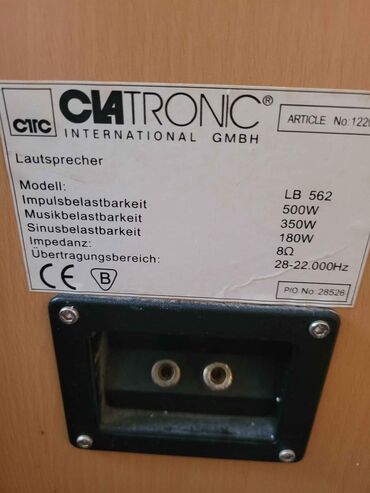 CTC CLATRONIC®
INTERNATIONAL GMBH
ARTICLE No:1220
Lautsprecher
Modell: LB 562
Impulsbelastbarkeit 500W
Musikbelastbarkeit 350W
Sinusbelastbarkeit 180W
Impedanz: 8Ω
Übertragungsbereich: 28-22.000Hz
CE B
P/O No: 28526